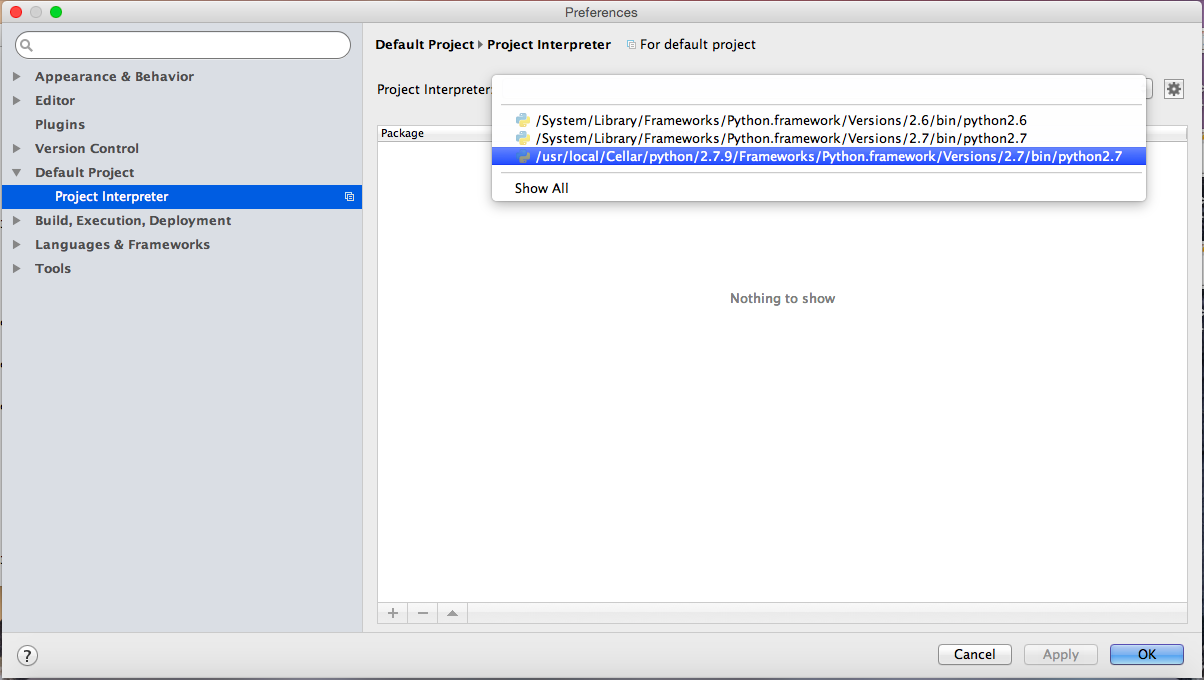 Preferences
Default Project Project Interpreter For default project
Appearance & Behavior
Editor
Plugins
Version Control
Default Project
Project Interpreter
Build, Execution, Deployment
Languages & Frameworks
Tools
Project Interpreter:
/System/Library/Frameworks/Python.framework/Versions/2.6/bin/python2.6
/System/Library/Frameworks/Python.framework/Versions/2.7/bin/python2.7
/usr/local/Cellar/python/2.7.9/Frameworks/Python.framework/Versions/2.7/bin/python2.7
Show All
Package
Nothing to show
?
Cancel Apply OK